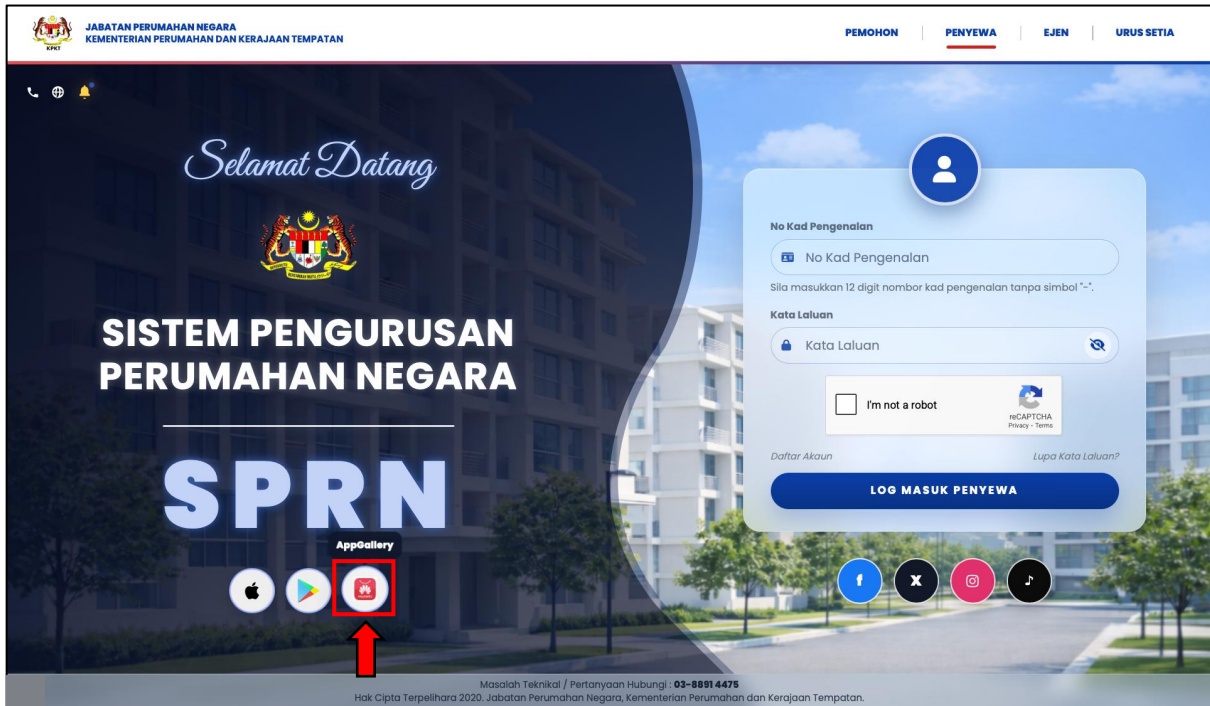 JABATAN PERUMAHAN NEGARA
KEMENTERIAN PERUMAHAN DAN KERAJAAN TEMPATAN
KPKT
PEMOHON
PENYEWA
EJEN
URUS SETIA
Selamat Datang
SISTEM PENGURUSAN
PERUMAHAN NEGARA
SPRN
AppGallery
No Kad Pengenalan
No Kad Pengenalan
Sila masukkan 12 digit nombor kad pengenalan tanpa simbol "-".
Kata Laluan
Kata Laluan
I'm not a robot
reCAPTCHA
Privacy - Terms
Daftar Akaun
Lupa Kata Laluan?
LOG MASUK PENYEWA
Masalah Teknikal / Pertanyaan Hubungi : 03-8891 4475
Hak Cipta Terpelihara 2020. Jabatan Perumahan Negara, Kementerian Perumahan dan Kerajaan Tempatan.